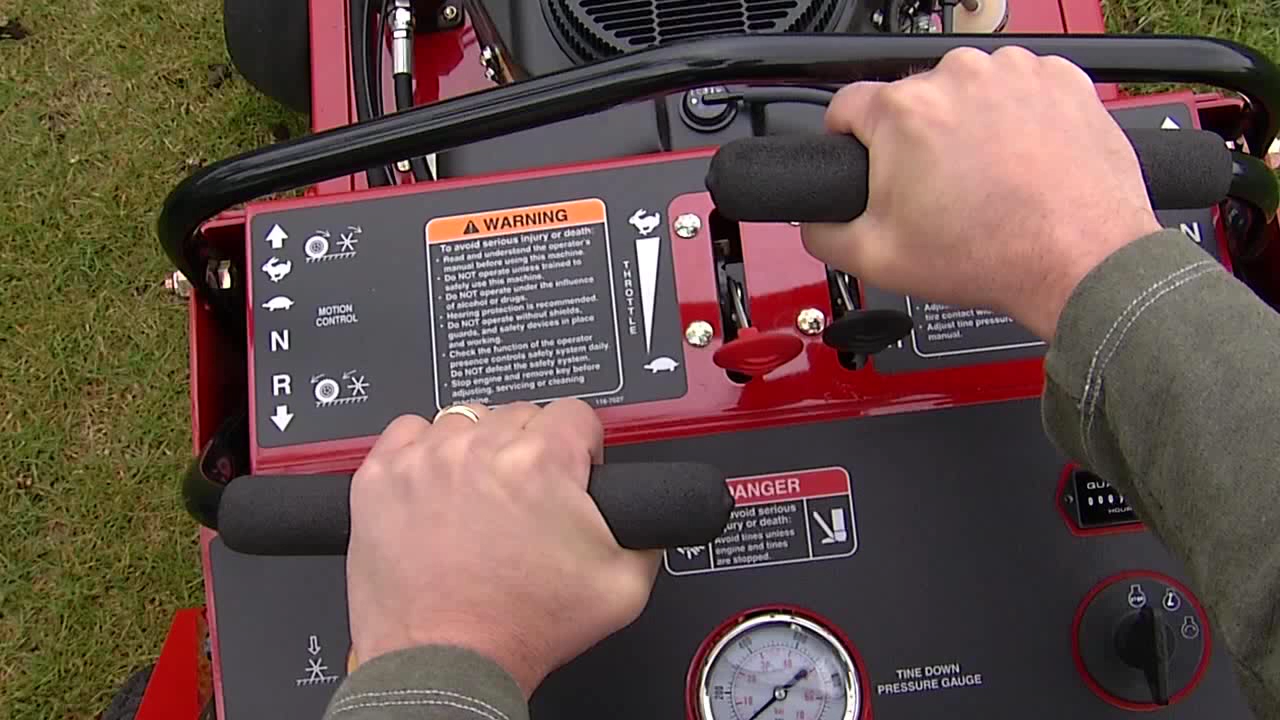 WARNING
To avoid serious injury or death:
• Read and understand the operator's
manual before using this machine.
• Do NOT operate unless trained to
safely use this machine.
• Do NOT operate under the influence
of alcohol or drugs.
• Hearing protection is recommended.
• Do NOT operate without shields,
guards, and safety devices in place
and working.
• Check the function of the operator
presence controls safety system daily.
Do NOT defeat the safety system.
• Stop engine and remove key before
adjusting, servicing or cleaning
machine.
MOTION
CONTROL
N
R
THROTTLE
N
tire contact
• Adjust tine
manual.
ANGER
avoid serious
jury or death:
Avoid tines unless
engine and tines
are stopped.
HOUR
TINE DOWN
PRESSURE GAUGE
STOP